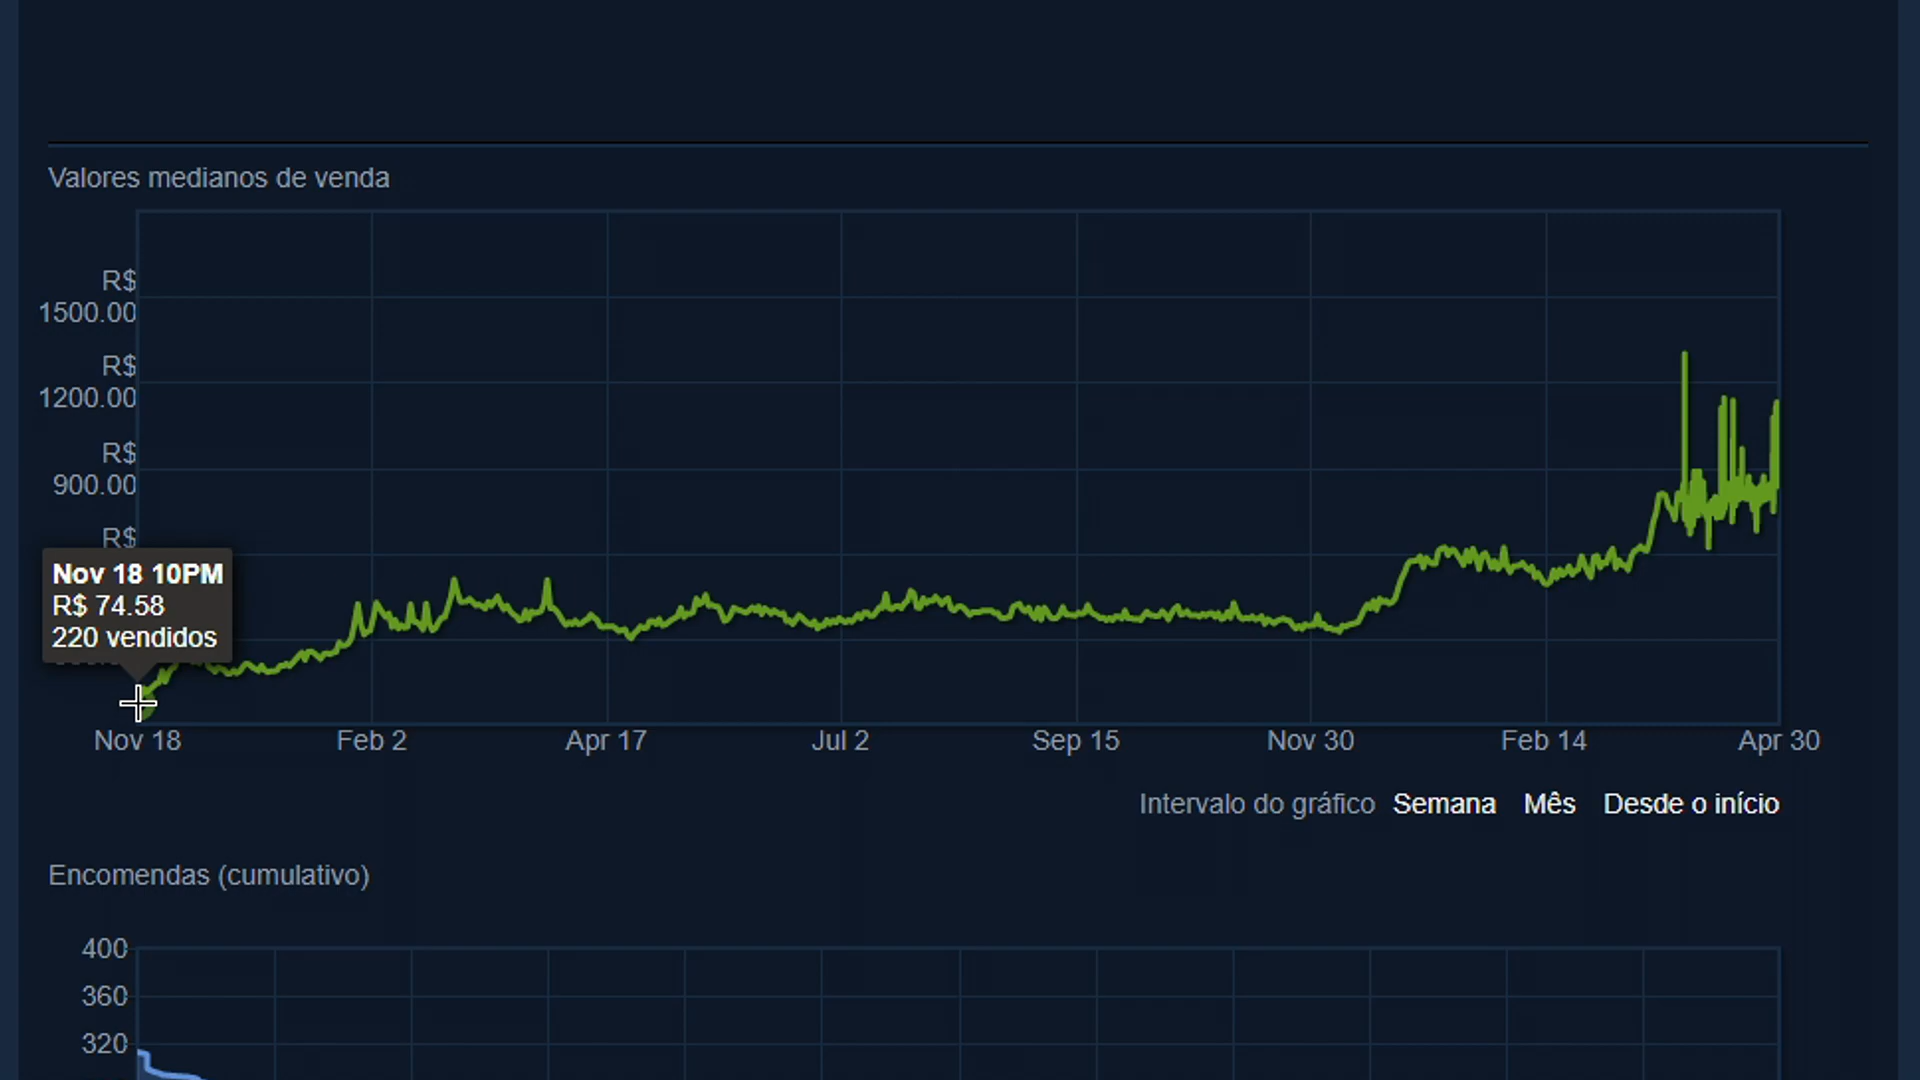 Valores medianos de venda
R$
1500.00
R$
1200.00
R$
900.00
R$
Nov 18 10PM
R$ 74.58
220 vendidos
Nov 18
Feb 2
Apr 17
Jul 2
Sep 15
Nov 30
Feb 14
Apr 30
Intervalo do gráfico Semana Mês Desde o início
Encomendas (cumulativo)
400
360
320